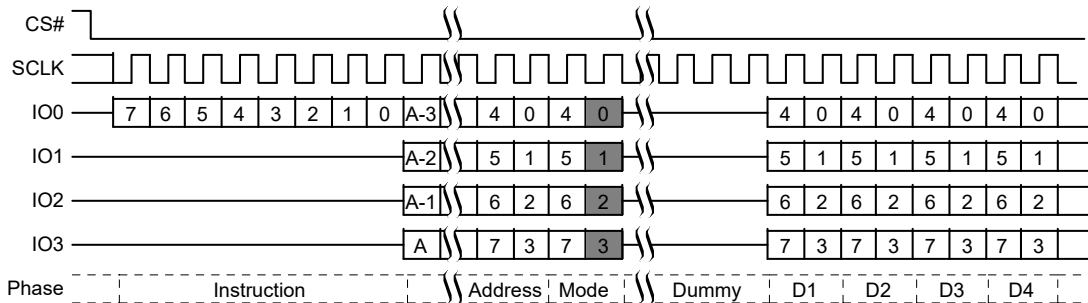 CS#
SCLK
IO0 7 6 5 4 3 2 1 0 A-3 4 0 4 0 4 0 4 0 4 0 4 0
IO1 A-2 5 1 5 1 5 1 5 1 5 1 5 1
IO2 A-1 6 2 6 2 6 2 6 2 6 2 6 2
IO3 A 7 3 7 3 7 3 7 3 7 3 7 3
Phase Instruction Address Mode Dummy D1 D2 D3 D4